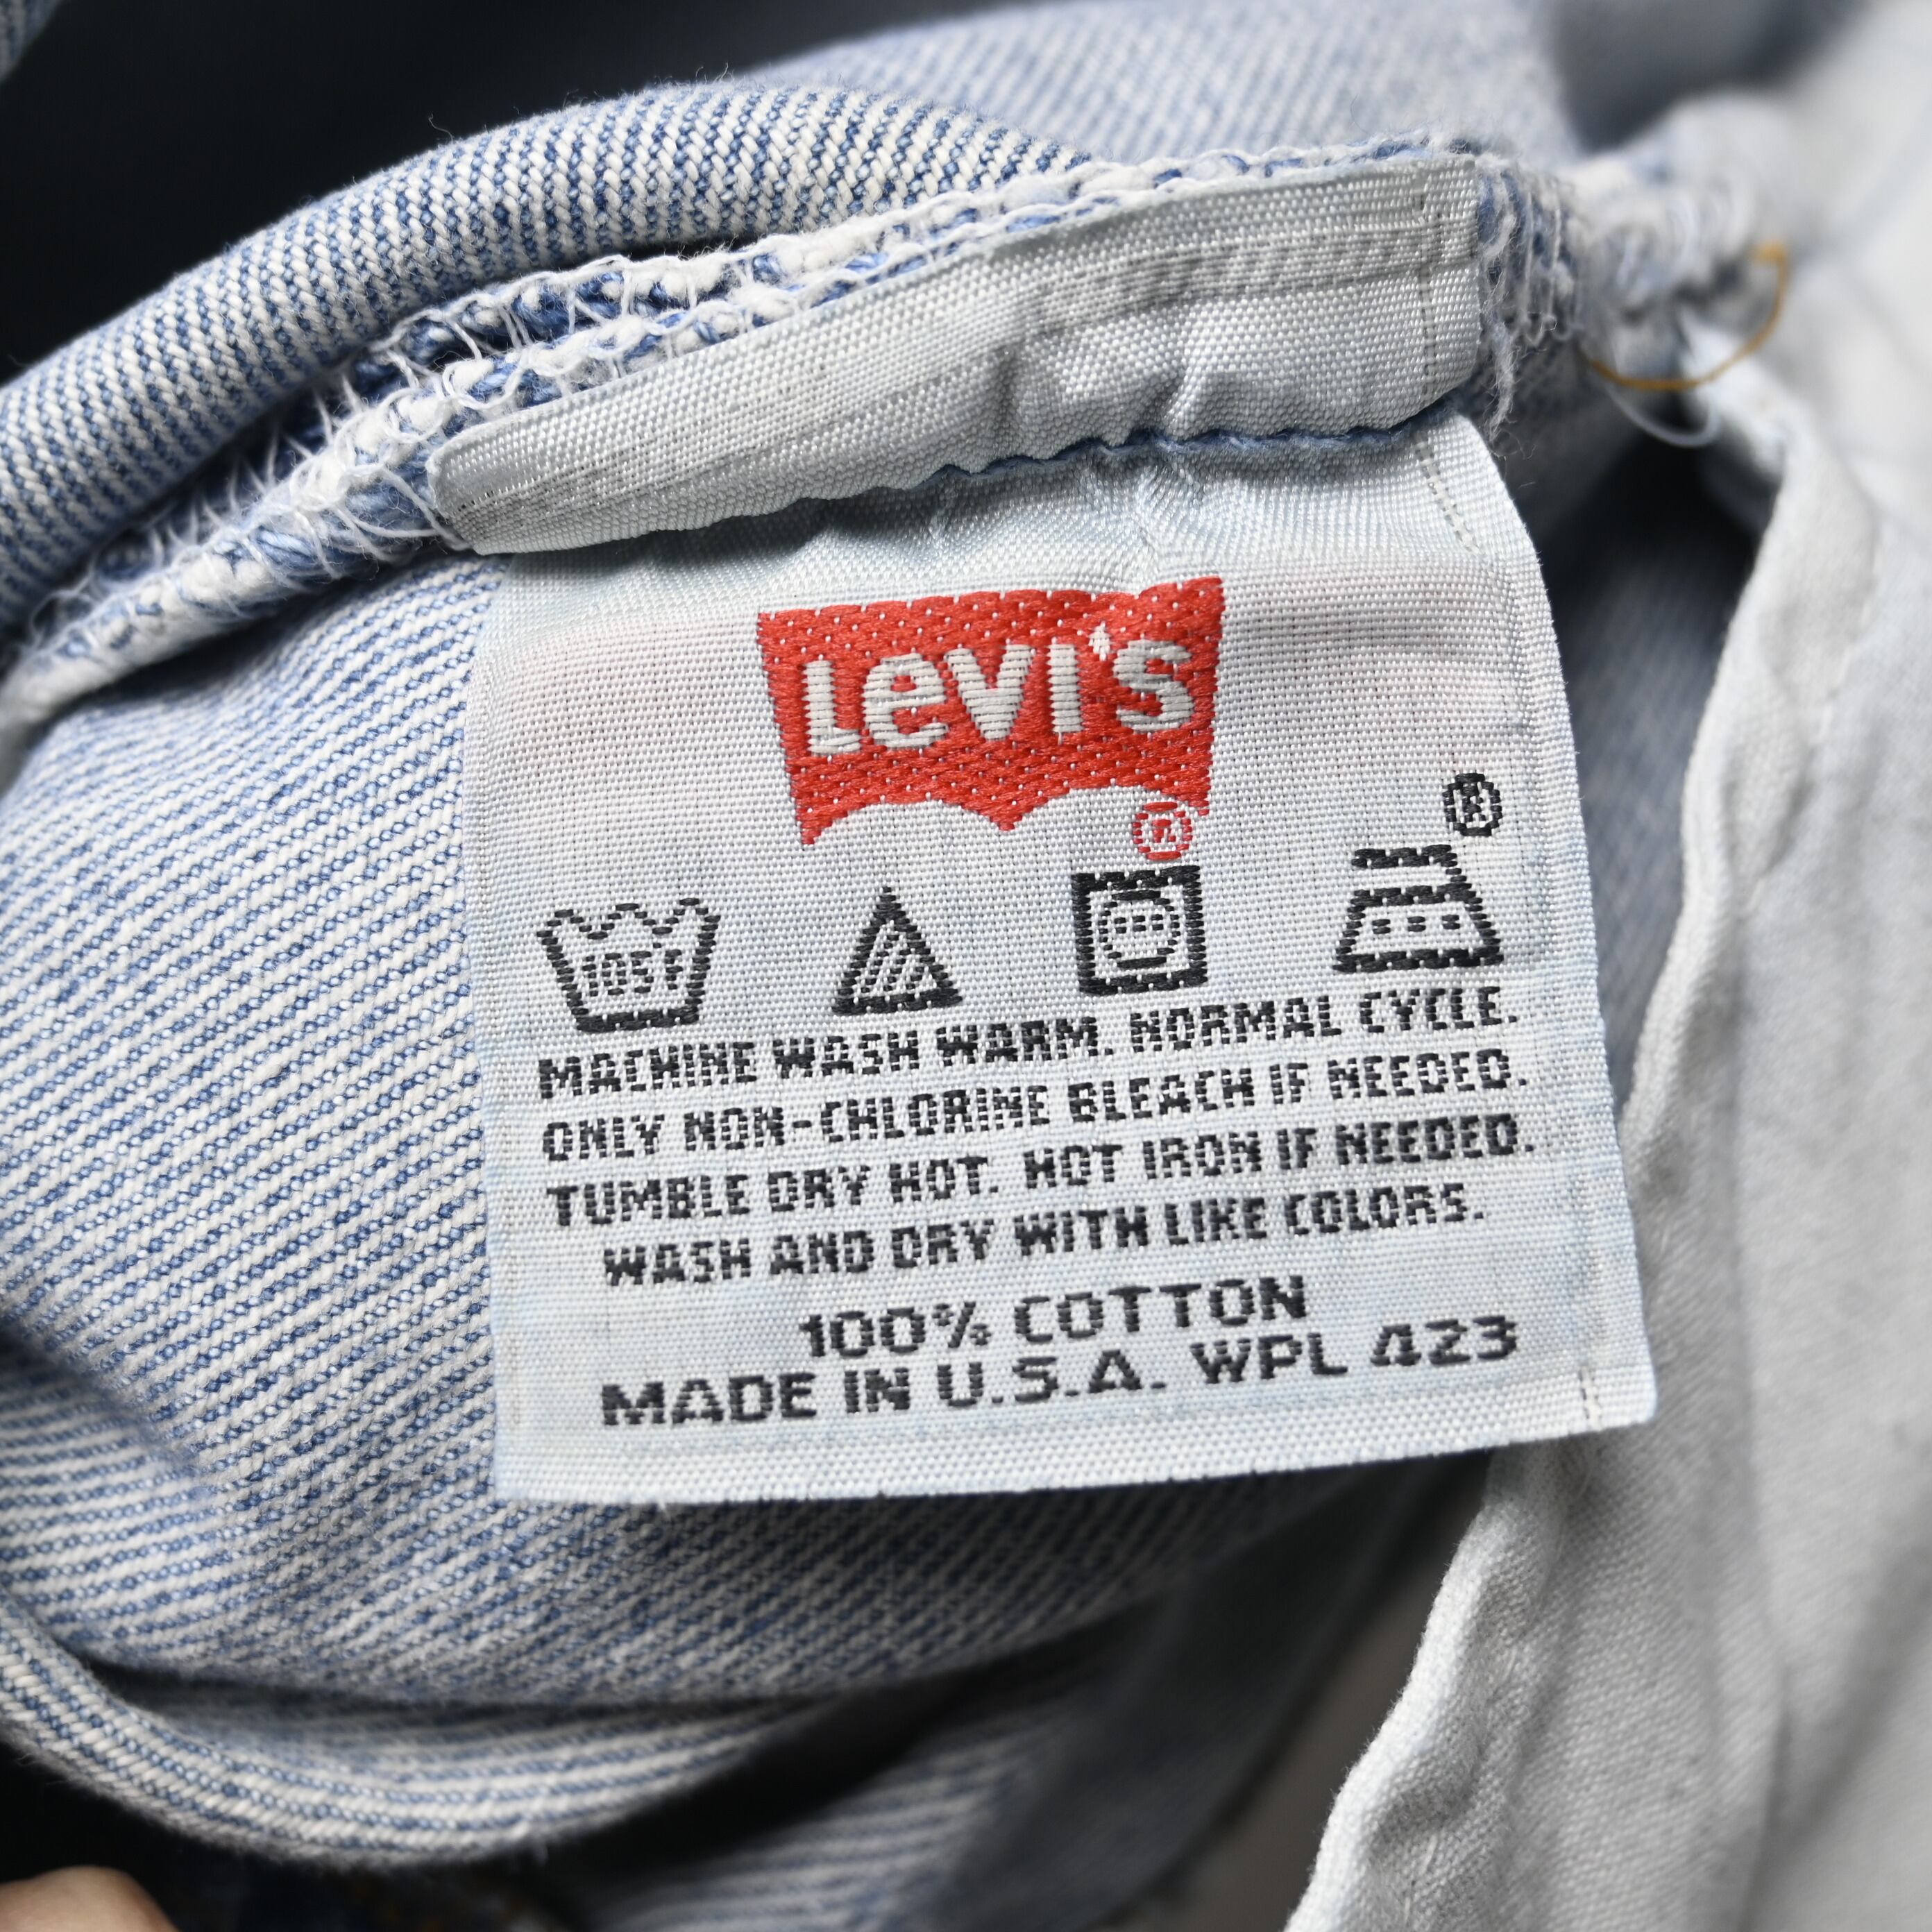 Levi's
®
®
105F
MACHINE WASH WARM. NORMAL CYCLE.
ONLY NON-CHLORINE BLEACH IF NEEDED.
TUMBLE DRY HOT. HOT IRON IF NEEDED.
WASH AND DRY WITH LIKE COLORS.
100% COTTON
MADE IN U.S.A. WPL 423